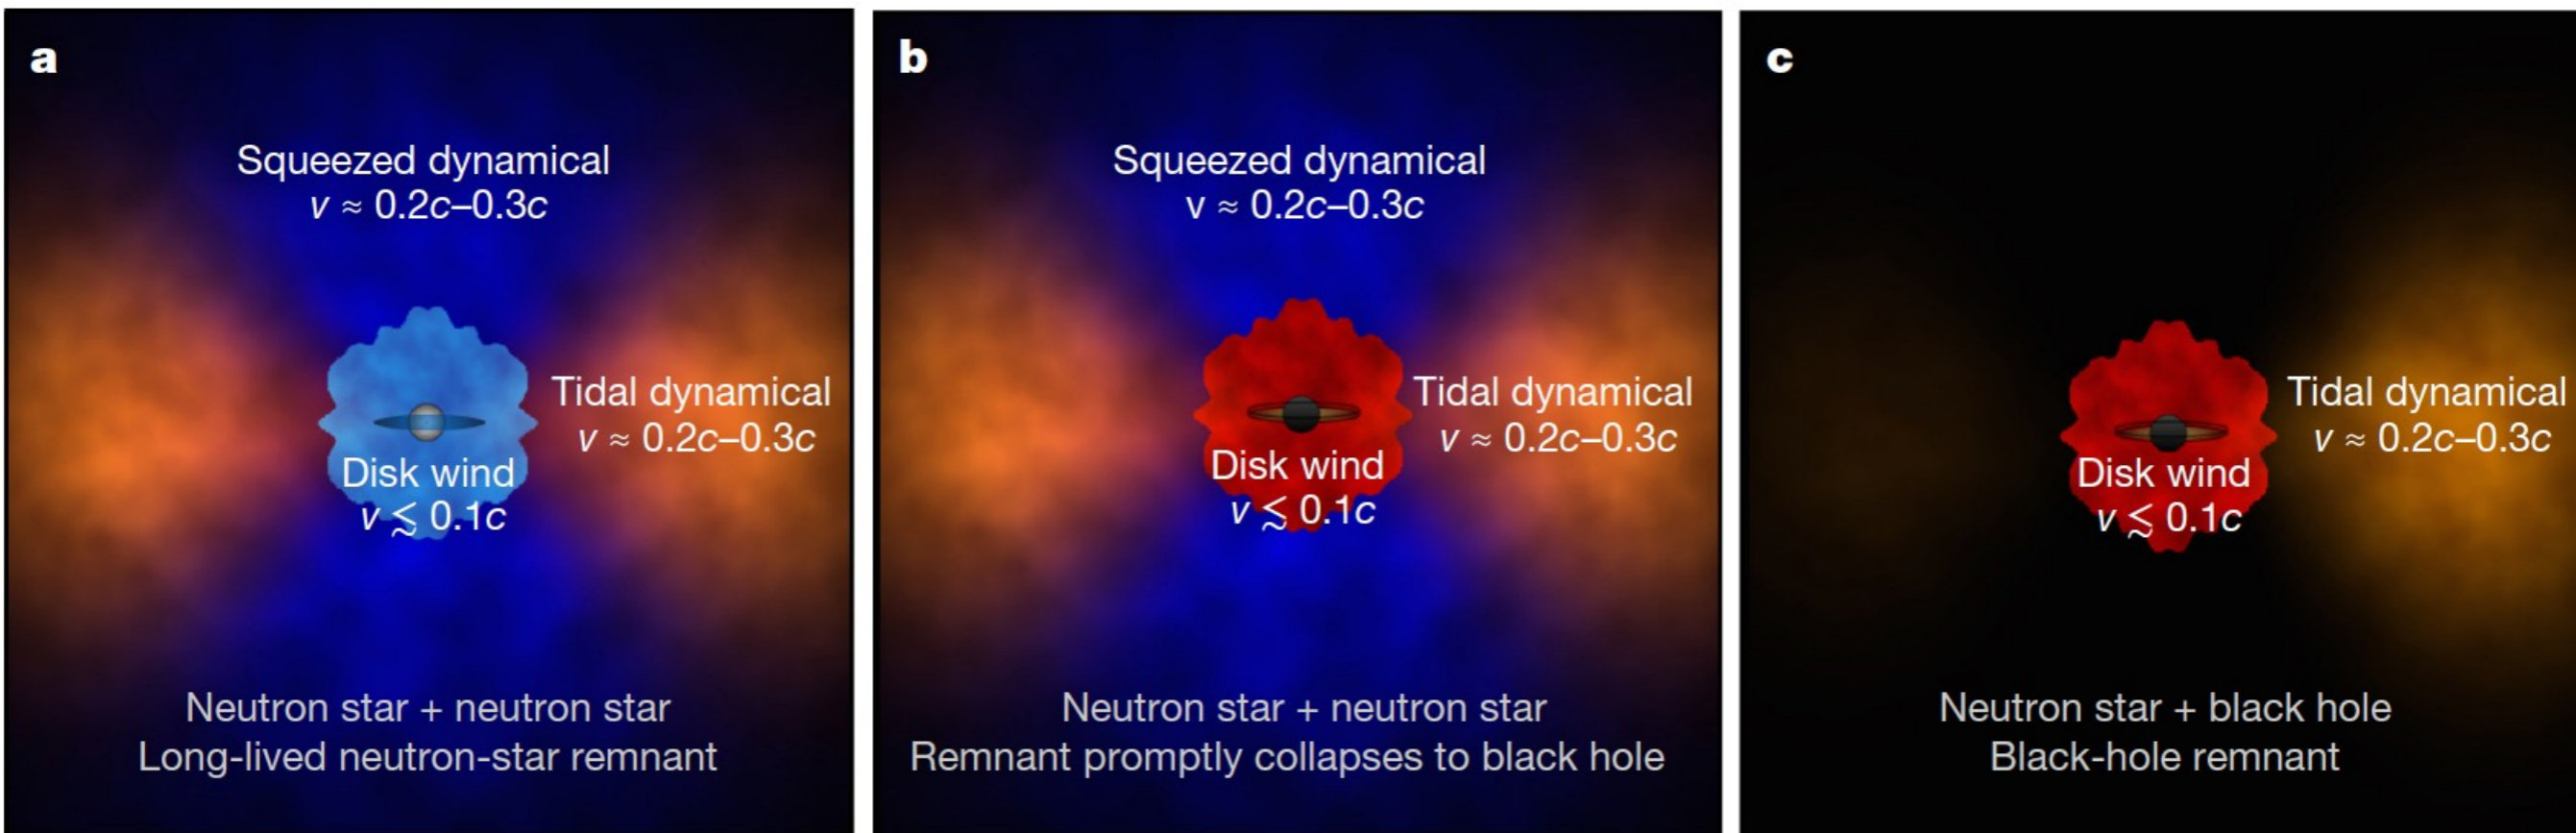 a
Squeezed dynamical
v ≈ 0.2c–0.3c
Tidal dynamical
v ≈ 0.2c–0.3c
Disk wind
v ≲ 0.1c
Neutron star + neutron star
Long-lived neutron-star remnant
b
Squeezed dynamical
v ≈ 0.2c–0.3c
Tidal dynamical
v ≈ 0.2c–0.3c
Disk wind
v ≲ 0.1c
Neutron star + neutron star
Remnant promptly collapses to black hole
c
Tidal dynamical
v ≈ 0.2c–0.3c
Disk wind
v ≲ 0.1c
Neutron star + black hole
Black-hole remnant